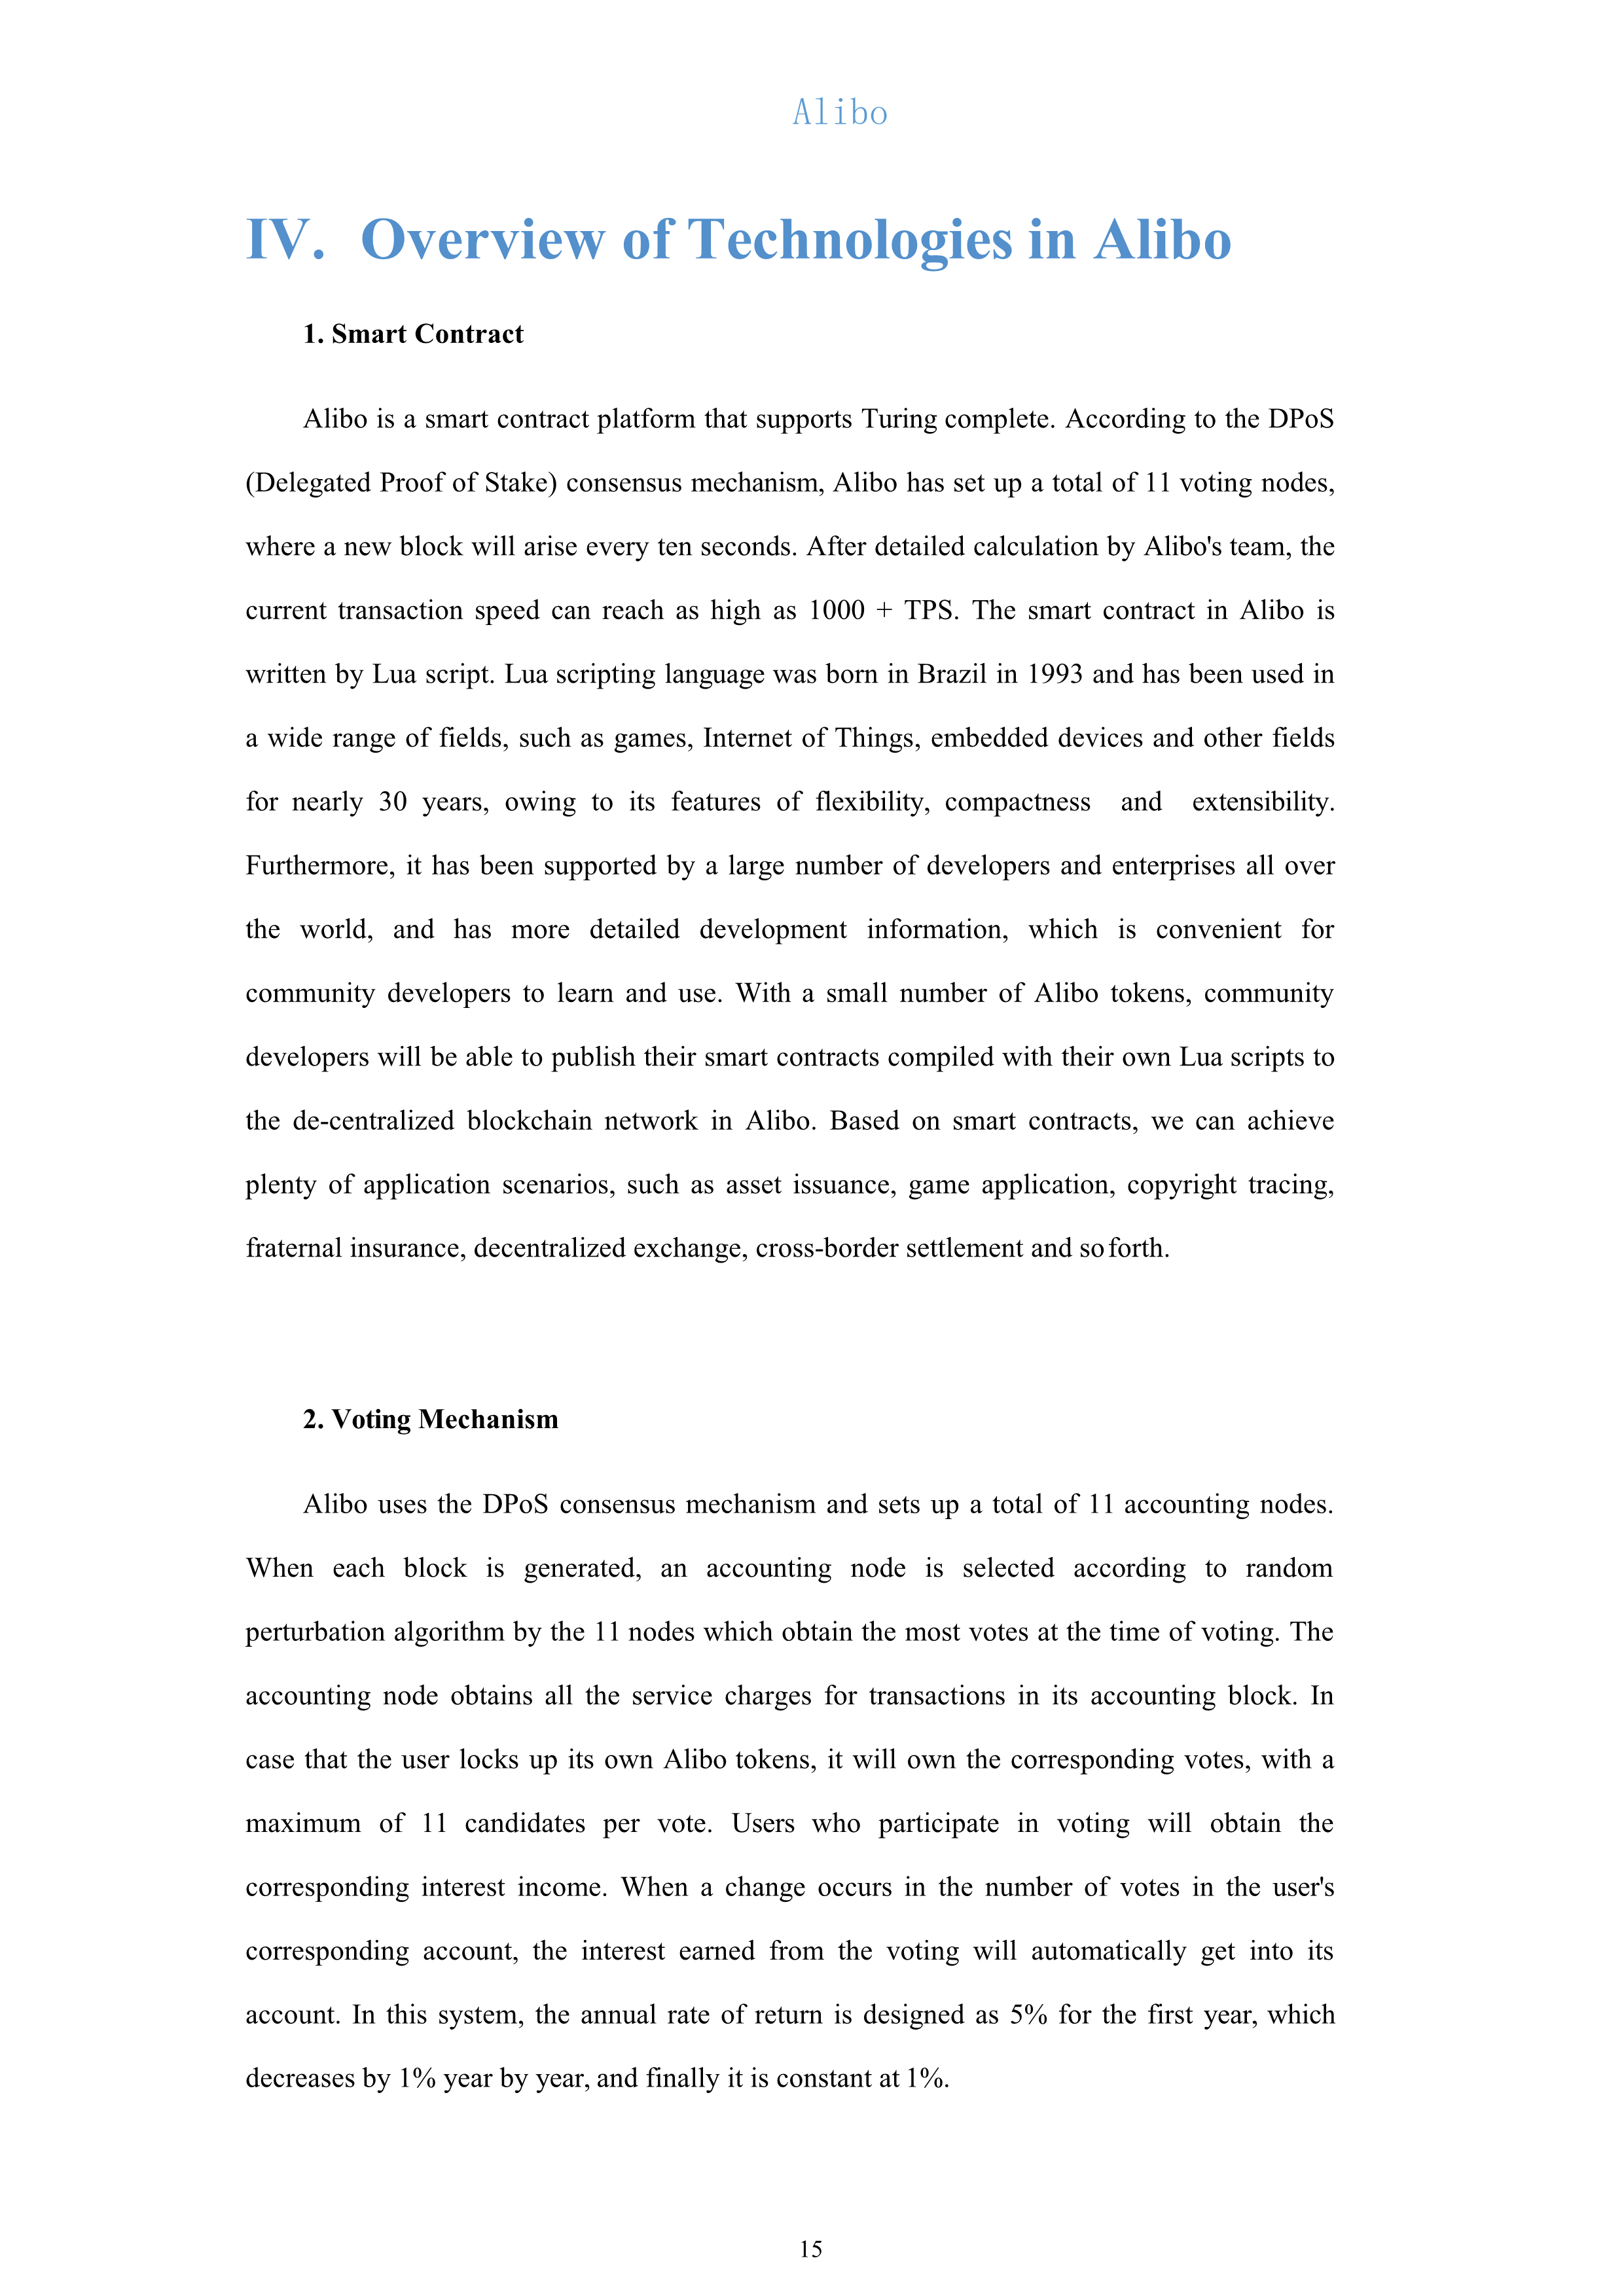 Alibo
IV. Overview of Technologies in Alibo
1. Smart Contract
Alibo is a smart contract platform that supports Turing complete. According to the DPoS
(Delegated Proof of Stake) consensus mechanism, Alibo has set up a total of 11 voting nodes,
where a new block will arise every ten seconds. After detailed calculation by Alibo's team, the
current transaction speed can reach as high as 1000 + TPS. The smart contract in Alibo is
written by Lua script. Lua scripting language was born in Brazil in 1993 and has been used in
a wide range of fields, such as games, Internet of Things, embedded devices and other fields
for nearly 30 years, owing to its features of flexibility, compactness and extensibility.
Furthermore, it has been supported by a large number of developers and enterprises all over
the world, and has more detailed development information, which is convenient for
community developers to learn and use. With a small number of Alibo tokens, community
developers will be able to publish their smart contracts compiled with their own Lua scripts to
the de-centralized blockchain network in Alibo. Based on smart contracts, we can achieve
plenty of application scenarios, such as asset issuance, game application, copyright tracing,
fraternal insurance, decentralized exchange, cross-border settlement and so forth.
2. Voting Mechanism
Alibo uses the DPoS consensus mechanism and sets up a total of 11 accounting nodes.
When each block is generated, an accounting node is selected according to random
perturbation algorithm by the 11 nodes which obtain the most votes at the time of voting. The
accounting node obtains all the service charges for transactions in its accounting block. In
case that the user locks up its own Alibo tokens, it will own the corresponding votes, with a
maximum of 11 candidates per vote. Users who participate in voting will obtain the
corresponding interest income. When a change occurs in the number of votes in the user's
corresponding account, the interest earned from the voting will automatically get into its
account. In this system, the annual rate of return is designed as 5% for the first year, which
decreases by 1% year by year, and finally it is constant at 1%.
15